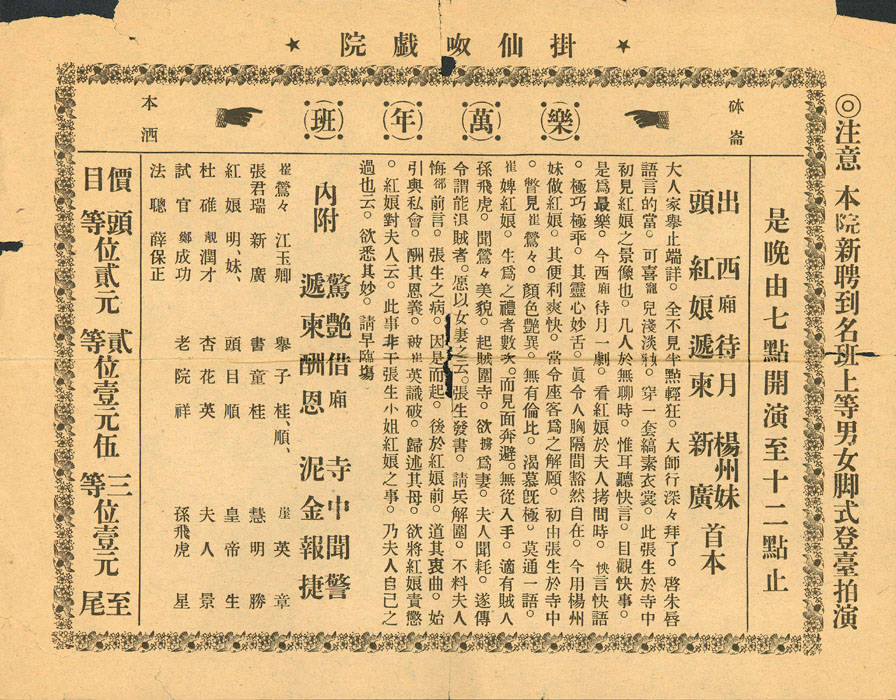 ★ 掛仙呶戲院 ★
◎注意 本院新聘到名班上等男女脚式登臺拍演
砵崙
樂萬年班
本洒
是晚由七點開演至十二點止
出頭 西廂待月 紅娘遞柬 楊州妹 新廣 首本
大人家舉止端詳。全不見半點輕狂。大師行深々拜了。啓朱唇
語言的當。可喜龐兒淺淡粧。穿一套縞素衣裳。此張生於寺中
初見紅娘之景像也。凡人於無聊時。惟耳聽快言。目觀快事。
是爲最樂。今西廂待月一劇。看紅娘於夫人拷問時。快言快語
。極巧極乖。其靈心妙舌。眞令人胸隔間豁然自在。今用楊州
妹做紅娘。其便利爽快。當令座客爲之解願。初由張生於寺中
。瞥見崔鶯々。顏色艷異。無有倫比。渴慕旣極。莫通一語。
崔婢紅娘。生爲之禮者數次。而見面奔避。無從入手。適有賊人
孫飛虎。聞鶯々美貌。起賊圍寺。欲擄爲妻。夫人聞耗。遂傳
令謂能退賊者。愿以女妻之云。張生發書。請兵解圍。不料夫人
悔郤前言。張生之病。因是而起。後於紅娘前。道其衷曲。始
引與私會。酬其恩義。被崔英識破。歸述其母。欲將紅娘責懲
。紅娘對夫人云。此事非干張生小姐紅娘之事。乃夫人自己之
過也云。欲悉其妙。請早臨場
內附 驚艷借廂 寺中聞警
遞柬酬恩 泥金報捷
崔鶯々 江玉卿 舉子 桂、順、 崔英 章
張君瑞 新廣 書童 桂 慧明 勝
紅娘 明、妹、 頭目 順 皇帝 生
杜確 靚潤才 杏花 英 夫人 景
試官 鄭成功 老院 祥 孫飛虎 星
法聰 薛保正
價目 頭等位貳元 貳等位壹元伍 三等位壹元 至尾